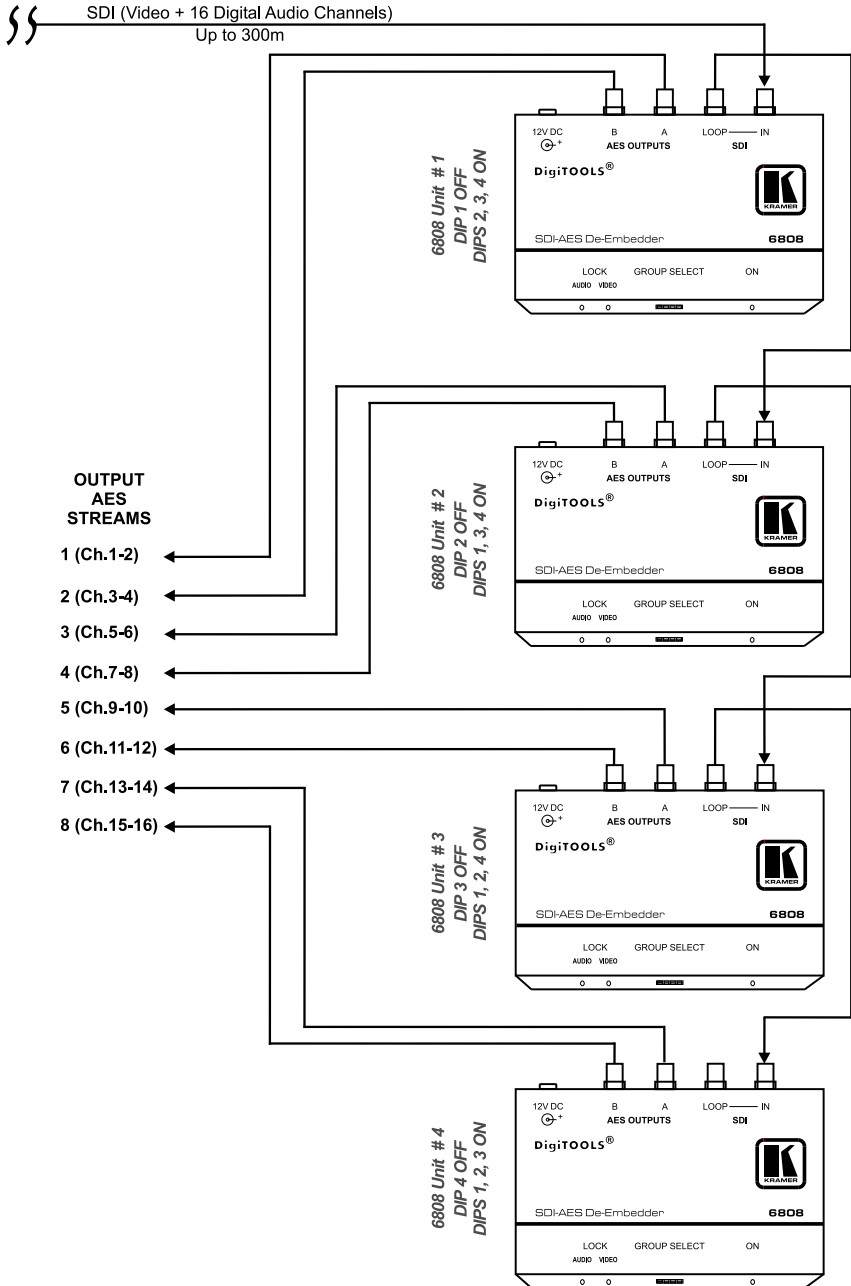 SDI (Video + 16 Digital Audio Channels)
Up to 300m
6808 Unit # 1
DIP 1 OFF
DIPS 2, 3, 4 ON
12V DC B A LOOP IN
+ AES OUTPUTS SDI
DigiTOOLS®
K
KRAMER
SDI-AES De-Embedder 6808
LOCK GROUP SELECT ON
AUDIO VIDEO
6808 Unit # 2
DIP 2 OFF
DIPS 1, 3, 4 ON
12V DC B A LOOP IN
+ AES OUTPUTS SDI
DigiTOOLS®
K
KRAMER
SDI-AES De-Embedder 6808
LOCK GROUP SELECT ON
AUDIO VIDEO
OUTPUT
AES
STREAMS
1 (Ch.1-2)
2 (Ch.3-4)
3 (Ch.5-6)
4 (Ch.7-8)
5 (Ch.9-10)
6 (Ch.11-12)
7 (Ch.13-14)
8 (Ch.15-16)
6808 Unit # 3
DIP 3 OFF
DIPS 1, 2, 4 ON
12V DC B A LOOP IN
+ AES OUTPUTS SDI
DigiTOOLS®
K
KRAMER
SDI-AES De-Embedder 6808
LOCK GROUP SELECT ON
AUDIO VIDEO
6808 Unit # 4
DIP 4 OFF
DIPS 1, 2, 3 ON
12V DC B A LOOP IN
+ AES OUTPUTS SDI
DigiTOOLS®
K
KRAMER
SDI-AES De-Embedder 6808
LOCK GROUP SELECT ON
AUDIO VIDEO